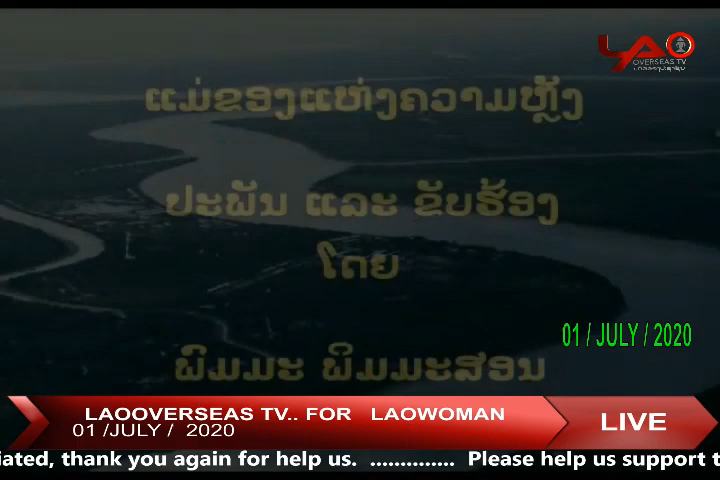 LAO
OVERSEAS TV
ແມ່ຂອງແຫ່ງຄວາມຫຼັງ
ປະພັນ ແລະ ຂັບຮ້ອງ
ໂດຍ
01 / JULY / 2020
ພິມມະ ພິມມະສອນ
LAOOVERSEAS TV.. FOR LAOWOMAN
01 /JULY / 2020
LIVE
iated, thank you again for help us. .............. Please help us support t